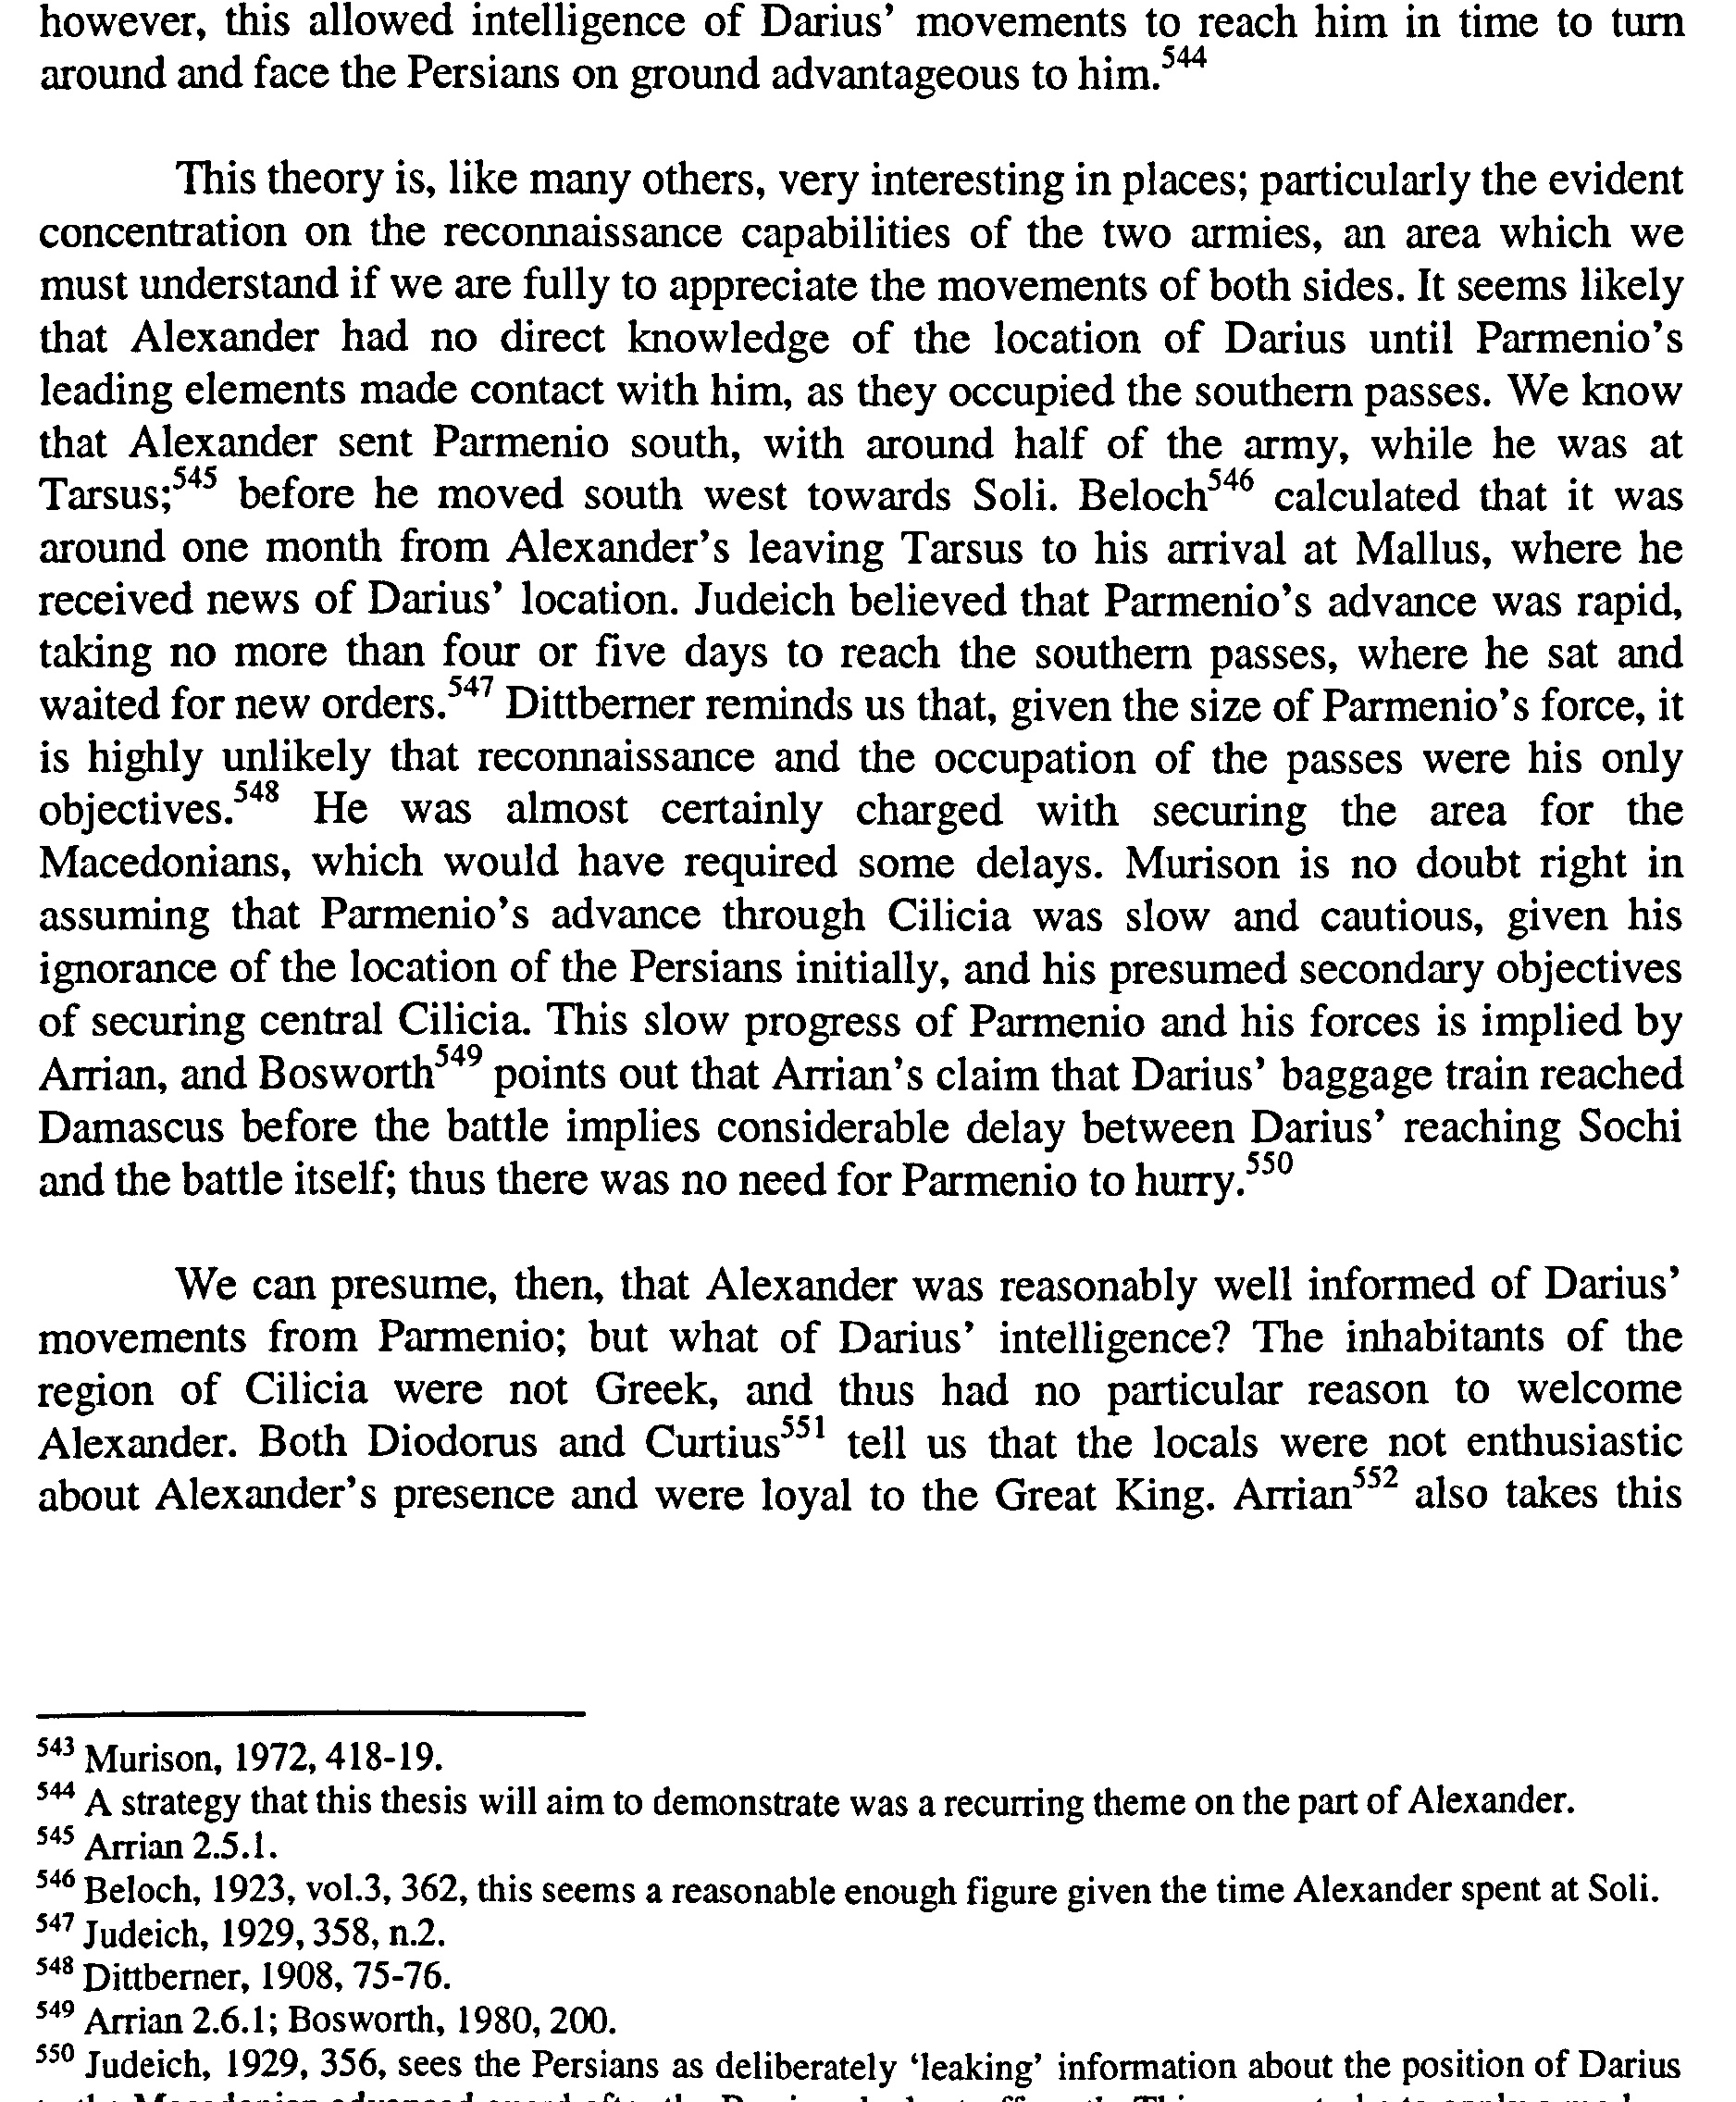 however, this allowed intelligence of Darius’ movements to reach him in time to turn
around and face the Persians on ground advantageous to him.544
This theory is, like many others, very interesting in places; particularly the evident
concentration on the reconnaissance capabilities of the two armies, an area which we
must understand if we are fully to appreciate the movements of both sides. It seems likely
that Alexander had no direct knowledge of the location of Darius until Parmenio’s
leading elements made contact with him, as they occupied the southern passes. We know
that Alexander sent Parmenio south, with around half of the army, while he was at
Tarsus;545 before he moved south west towards Soli. Beloch546 calculated that it was
around one month from Alexander’s leaving Tarsus to his arrival at Mallus, where he
received news of Darius’ location. Judeich believed that Parmenio’s advance was rapid,
taking no more than four or five days to reach the southern passes, where he sat and
waited for new orders.547 Dittberner reminds us that, given the size of Parmenio’s force, it
is highly unlikely that reconnaissance and the occupation of the passes were his only
objectives.548 He was almost certainly charged with securing the area for the
Macedonians, which would have required some delays. Murison is no doubt right in
assuming that Parmenio’s advance through Cilicia was slow and cautious, given his
ignorance of the location of the Persians initially, and his presumed secondary objectives
of securing central Cilicia. This slow progress of Parmenio and his forces is implied by
Arrian, and Bosworth549 points out that Arrian’s claim that Darius’ baggage train reached
Damascus before the battle implies considerable delay between Darius’ reaching Sochi
and the battle itself; thus there was no need for Parmenio to hurry.550
We can presume, then, that Alexander was reasonably well informed of Darius’
movements from Parmenio; but what of Darius’ intelligence? The inhabitants of the
region of Cilicia were not Greek, and thus had no particular reason to welcome
Alexander. Both Diodorus and Curtius551 tell us that the locals were not enthusiastic
about Alexander’s presence and were loyal to the Great King. Arrian552 also takes this
543 Murison, 1972, 418-19.
544 A strategy that this thesis will aim to demonstrate was a recurring theme on the part of Alexander.
545 Arrian 2.5.1.
546 Beloch, 1923, vol.3, 362, this seems a reasonable enough figure given the time Alexander spent at Soli.
547 Judeich, 1929, 358, n.2.
548 Dittberner, 1908, 75-76.
549 Arrian 2.6.1; Bosworth, 1980, 200.
550 Judeich, 1929, 356, sees the Persians as deliberately ‘leaking’ information about the position of Darius